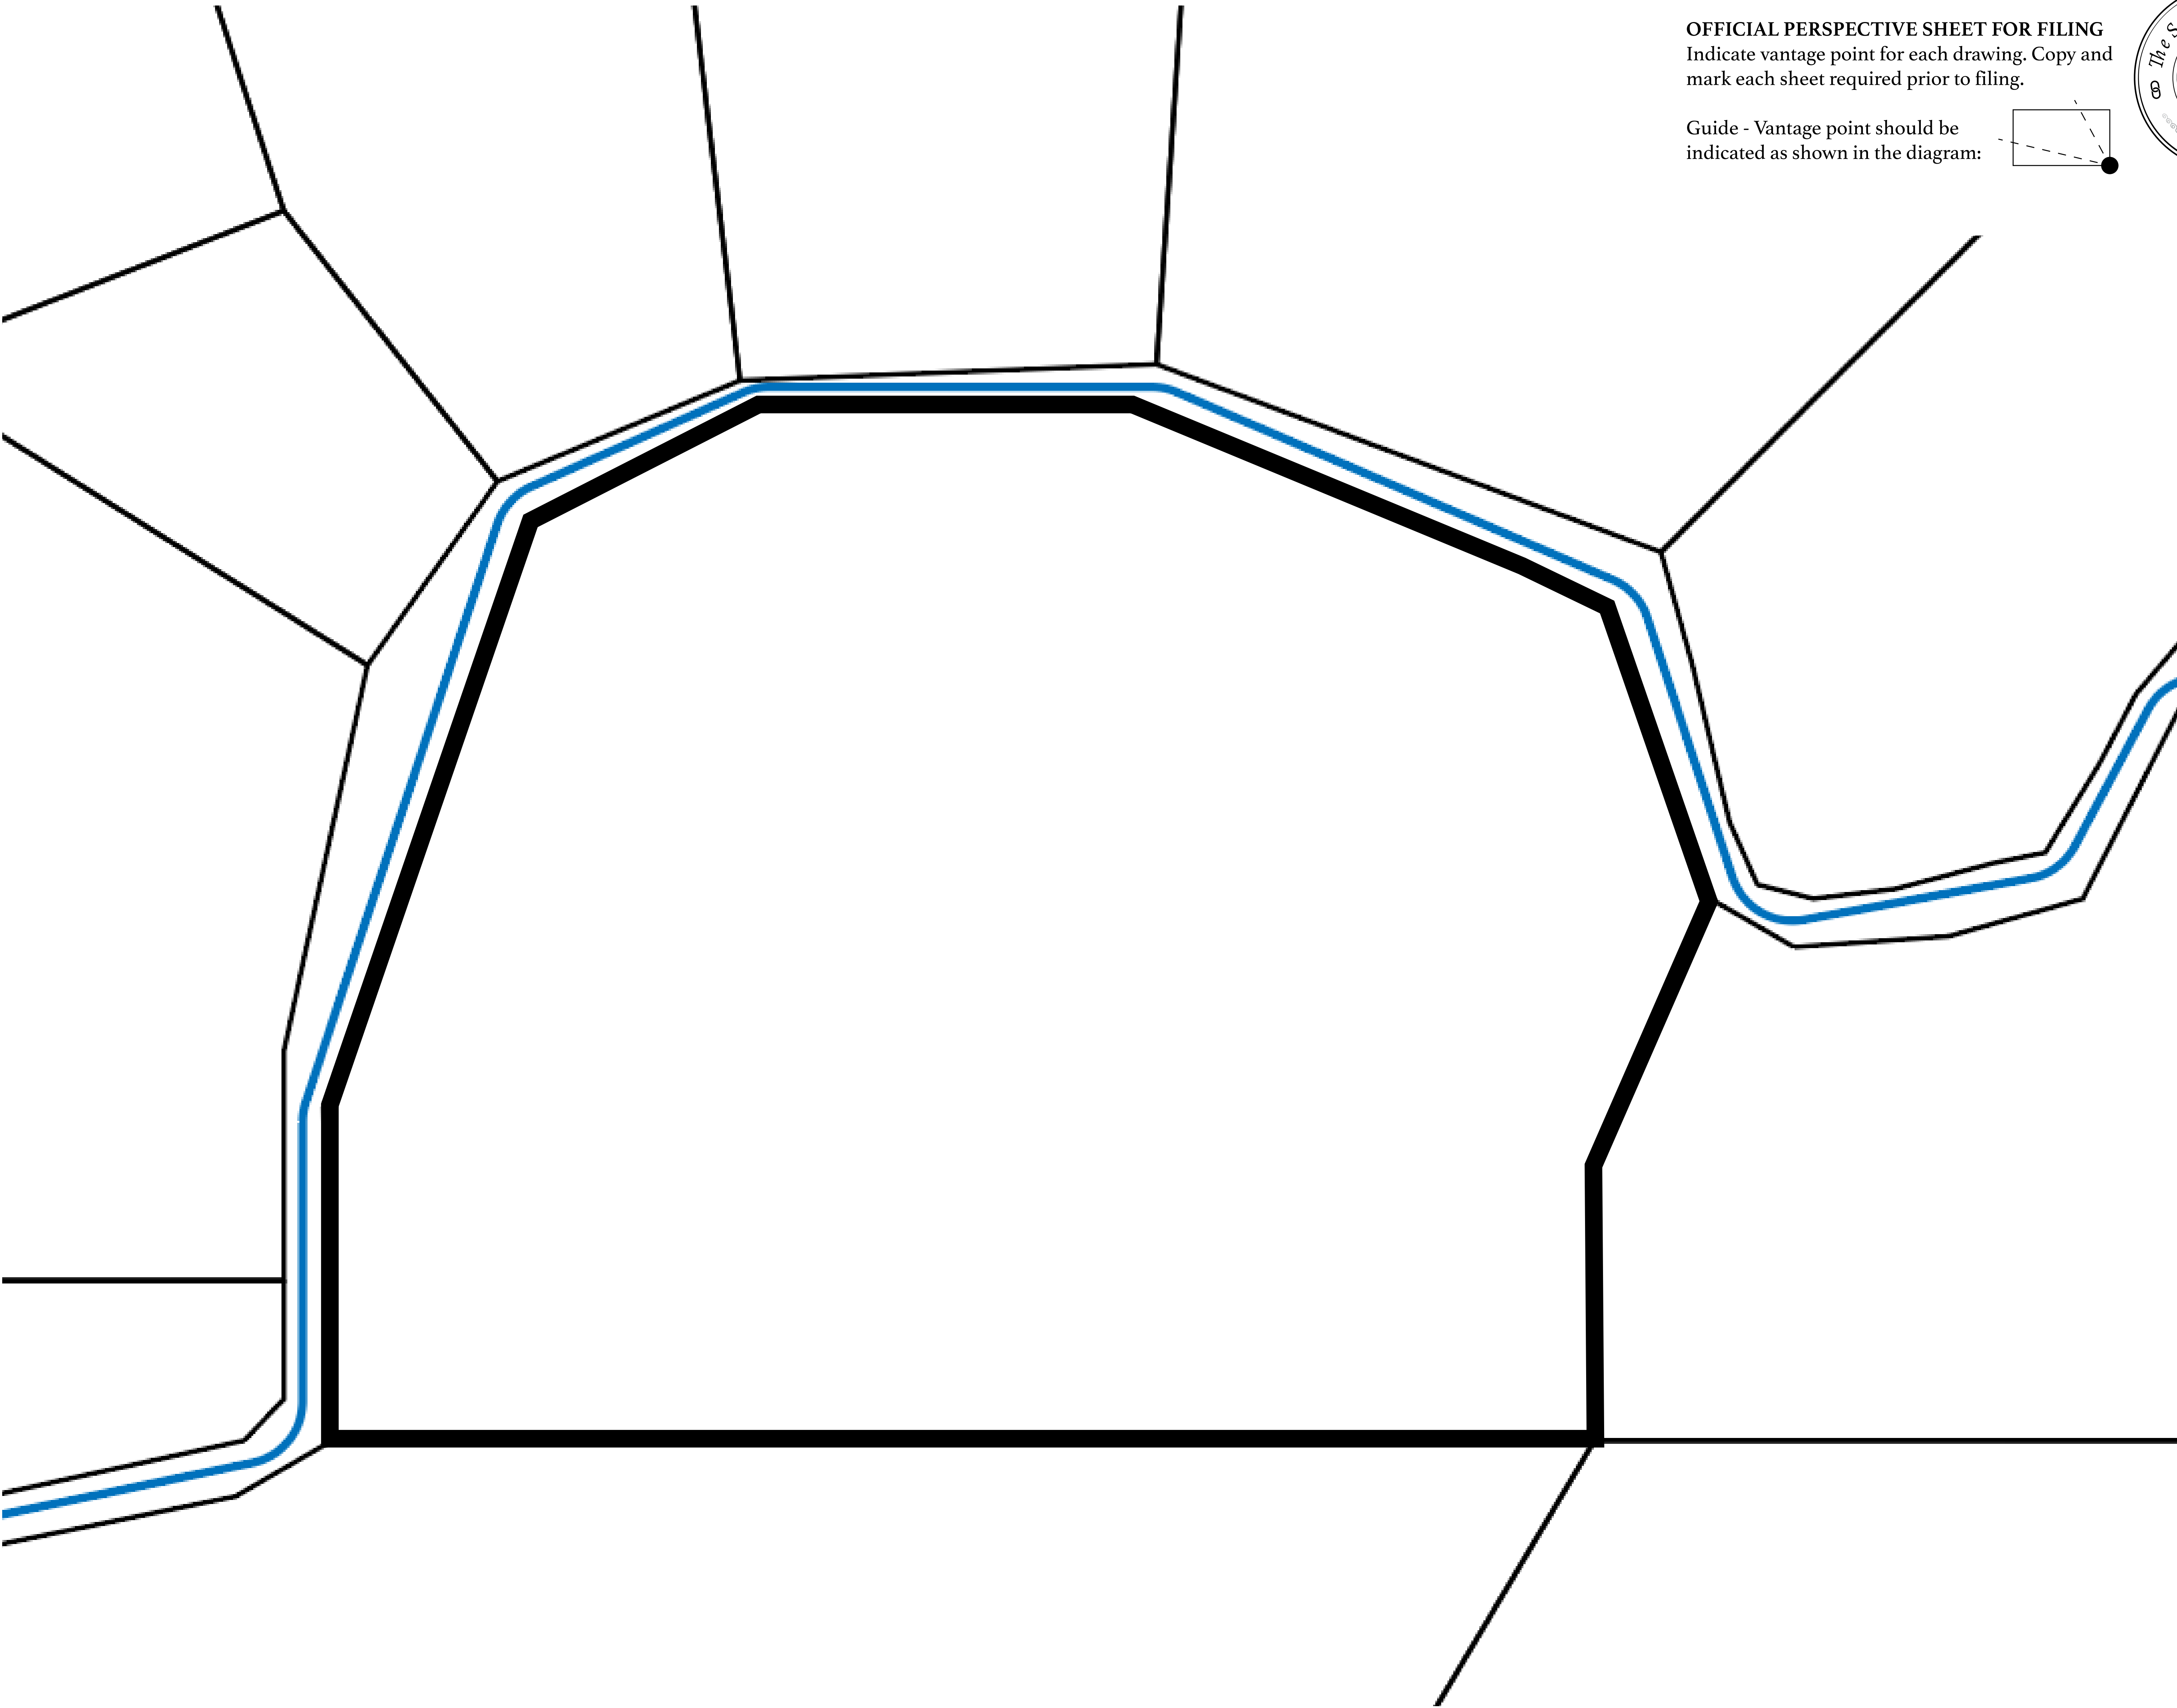 OFFICIAL PERSPECTIVE SHEET FOR FILING
Indicate vantage point for each drawing. Copy and
mark each sheet required prior to filing.
Guide - Vantage point should be
indicated as shown in the diagram:
The